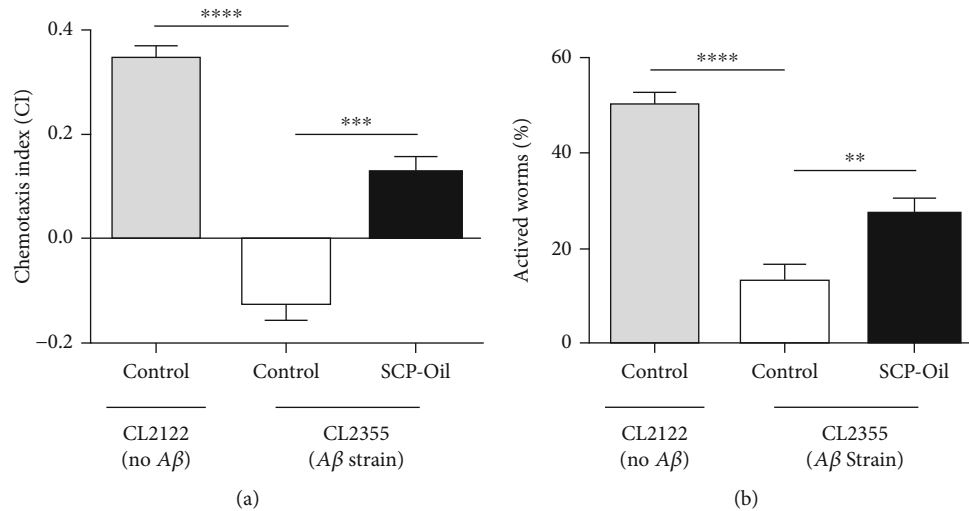 Chemotaxis index (CI)
0.4
0.2
0.0
−0.2
****
***
Control
Control
SCP-Oil
CL2122
(no Aβ)
CL2355
(Aβ strain)
(a)
Actived worms (%)
60
40
20
0
****
**
Control
Control
SCP-Oil
CL2122
(no Aβ)
CL2355
(Aβ Strain)
(b)